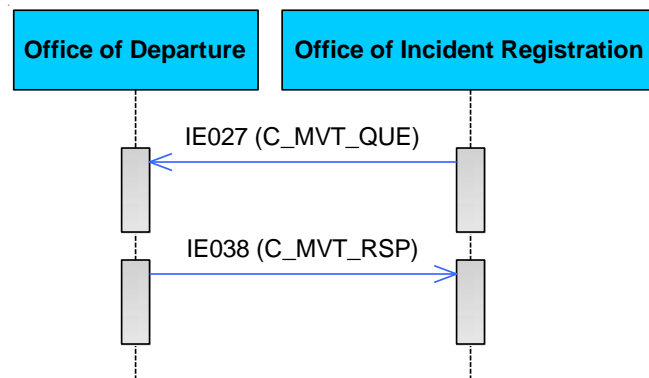 Office of Departure
Office of Incident Registration
IE027 (C_MVT_QUE)
IE038 (C_MVT_RSP)